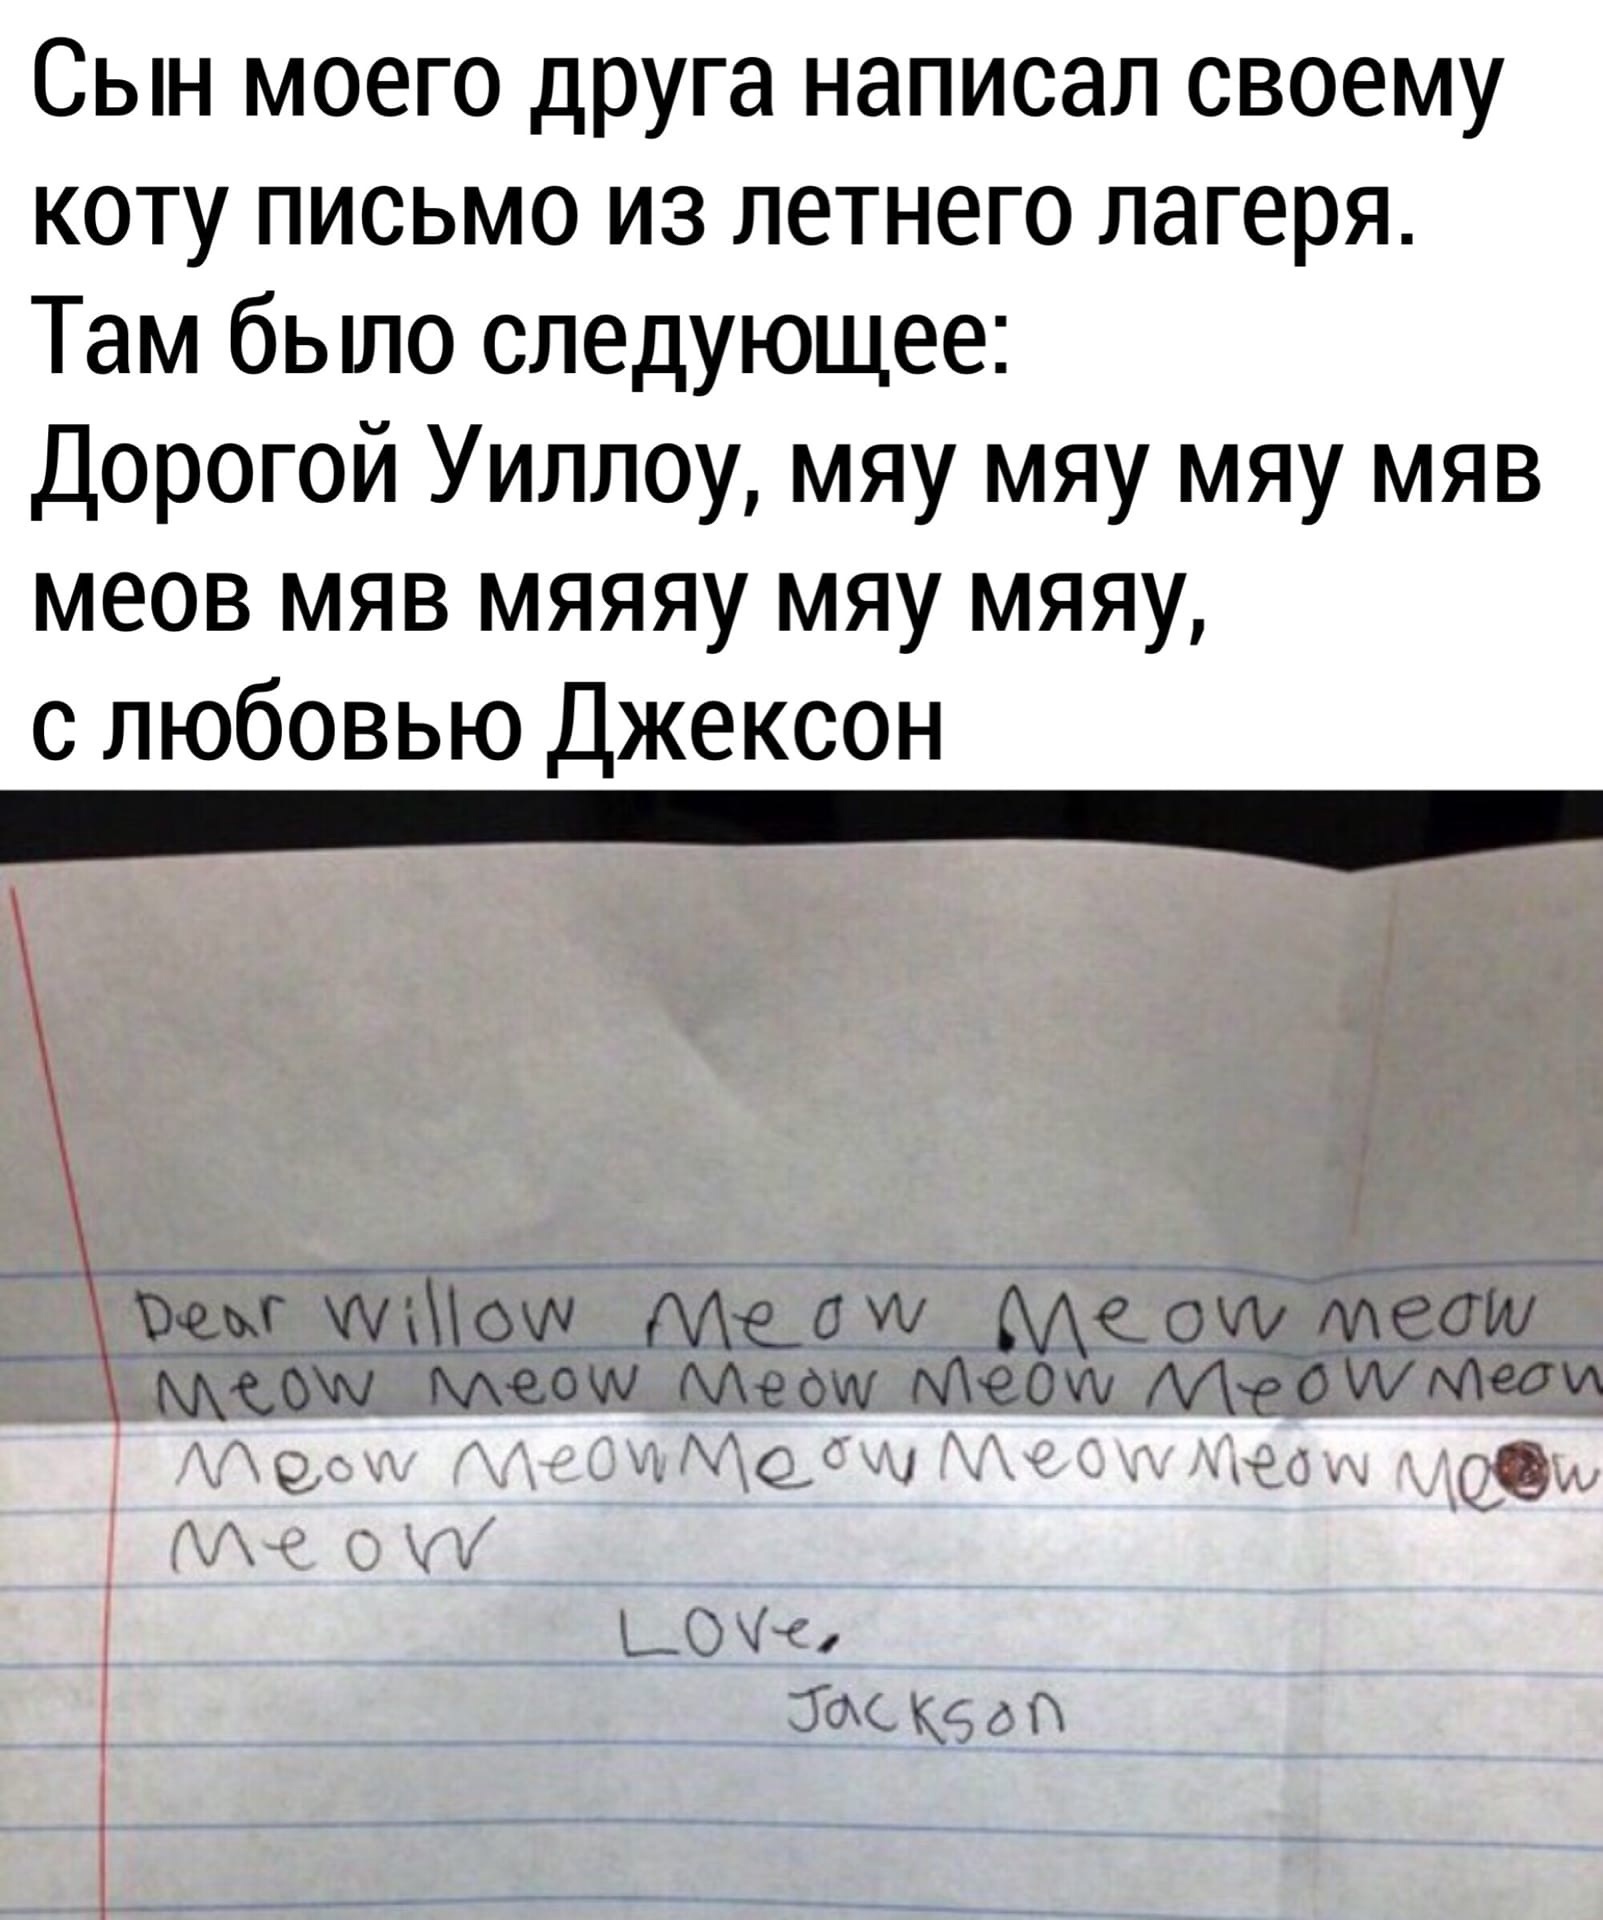 Сын моего друга написал своему
коту письмо из летнего лагеря.
Там было следующее:
Дорогой Уиллоу, мяу мяу мяу мяв
меов мяв мяяяу мяу мяяу,
с любовью Джексон
Dear Willow Meow Meow meow
Meow Meow Meow Meow Meow Meow
Meow Meow Meow Meow Meow Meow
Meow
Love,
Jackson